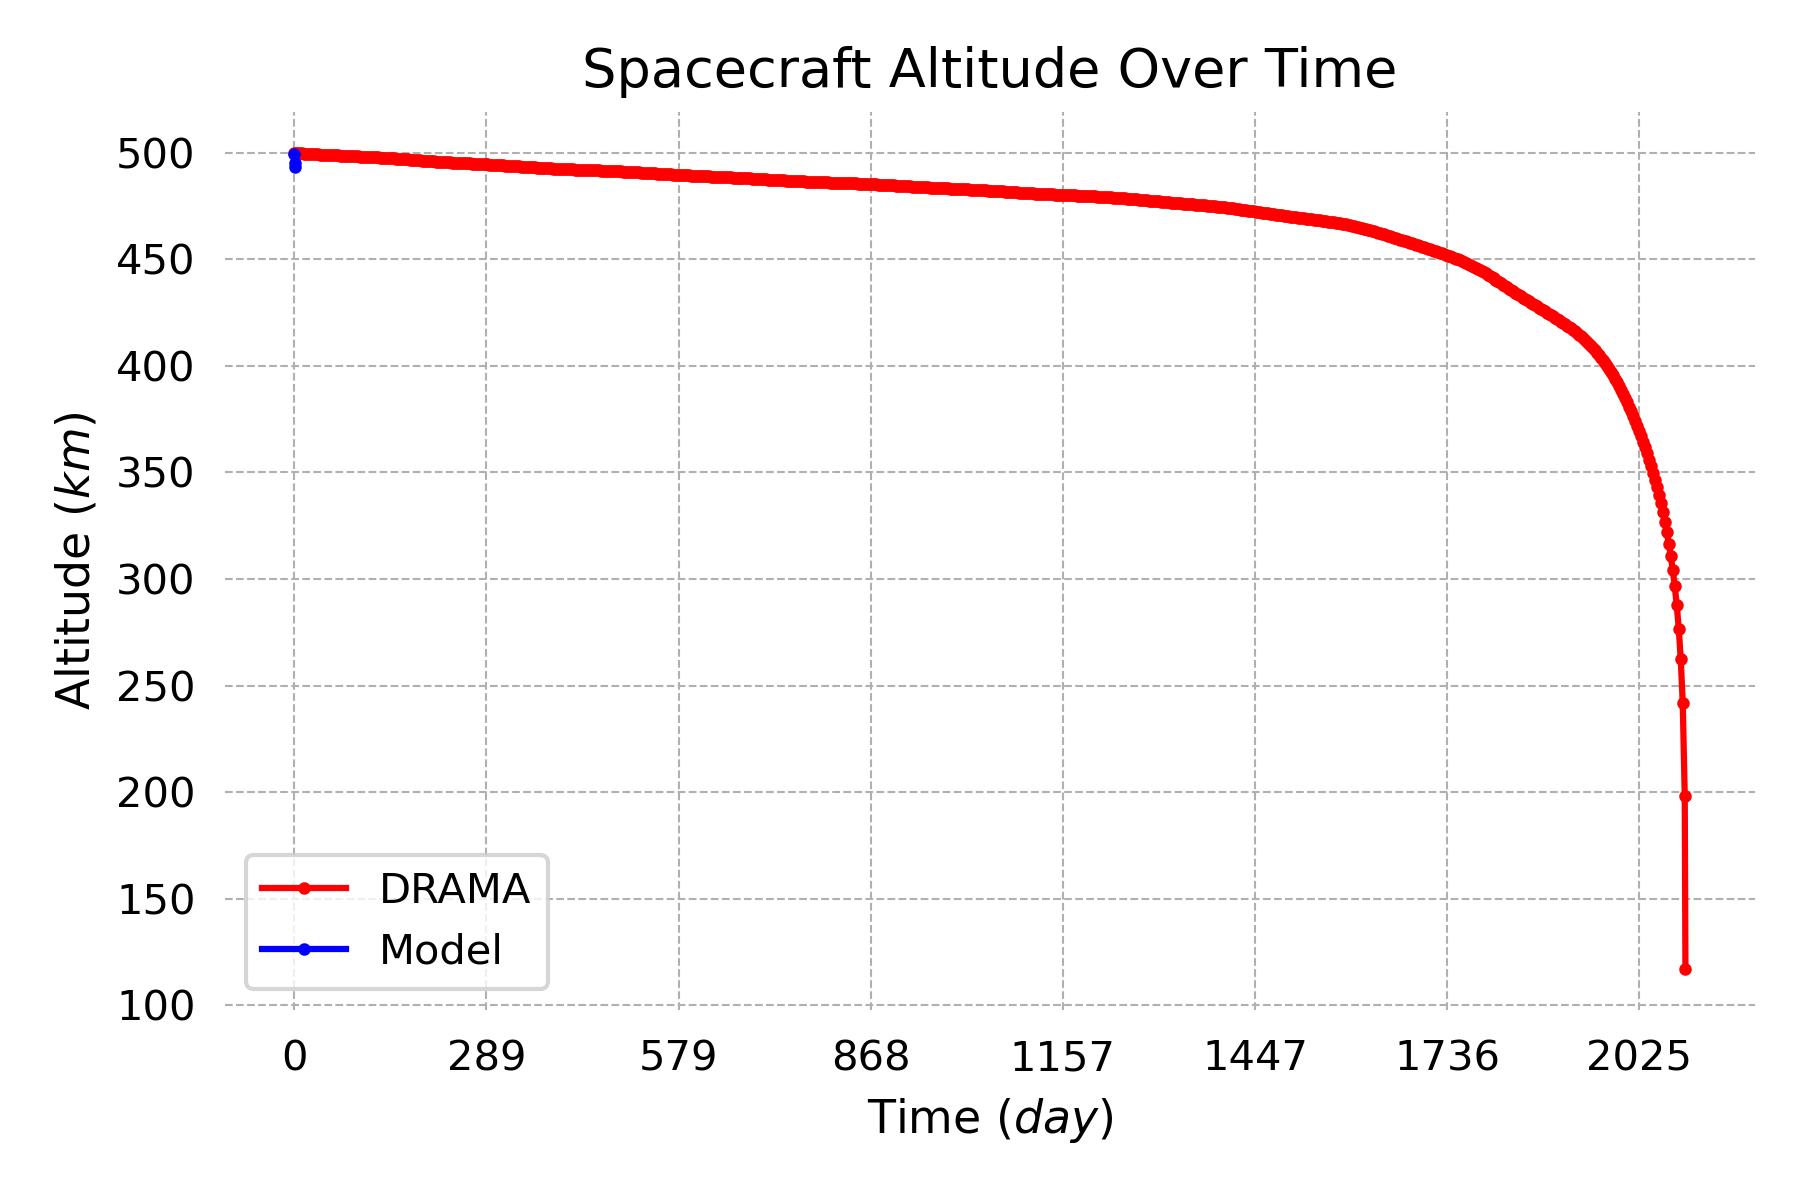 Spacecraft Altitude Over Time
500
450
400
350
300
250
200
150
100
Altitude (km)
DRAMA
Model
0 289 579 868 1157 1447 1736 2025
Time (day)